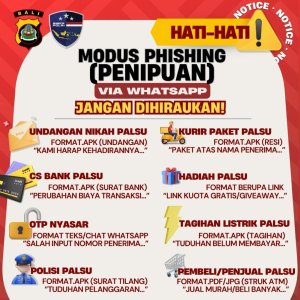 BALI
HATI-HATI
NOTICE - NOTICE - NOTICE
MODUS PHISHING
(PENIPUAN)
VIA WHATSAPP
JANGAN DIHIRAUKAN!
UNDANGAN NIKAH PALSU
FORMAT.APK (UNDANGAN)
"KAMI HARAP KEHADIRANNYA..."
KURIR PAKET PALSU
FORMAT.APK (RESI)
"PAKET ATAS NAMA PENERIMA..."
CS BANK PALSU
FORMAT.APK (SURAT BANK)
"PERUBAHAN BIAYA TRANSAKSI..."
HADIAH PALSU
FORMAT BERUPA LINK
"LINK KUOTA GRATIS/GIVEAWAY..."
OTP NYASAR
FORMAT TEKS/CHAT WHATSAPP
"SALAH INPUT NOMOR PENERIMA..."
TAGIHAN LISTRIK PALSU
FORMAT.APK (TAGIHAN)
"TUDUHAN BELUM MEMBAYAR..."
POLISI PALSU
FORMAT.APK (SURAT TILANG)
"TUDUHAN PELANGGARAN..."
PEMBELI/PENJUAL PALSU
FORMAT.PDF,JPG (STRUK ATM)
"JUAL MURAH/BELI BANYAK..."